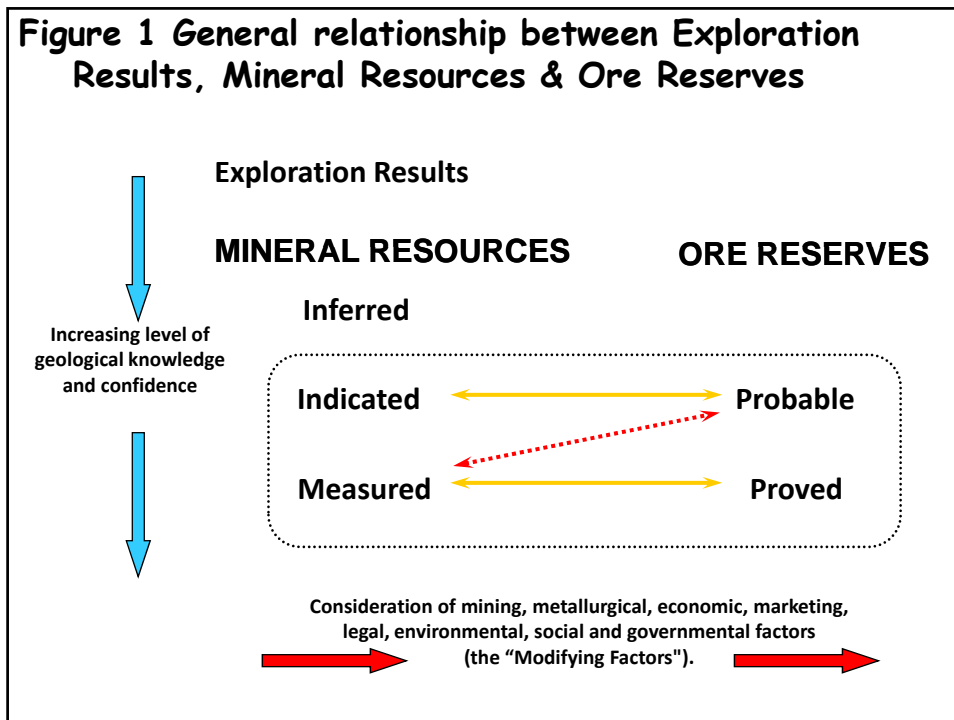 Figure 1 General relationship between Exploration
Results, Mineral Resources & Ore Reserves
Exploration Results
MINERAL RESOURCES
ORE RESERVES
Inferred
Increasing level of
geological knowledge
and confidence
Indicated
Probable
Measured
Proved
Consideration of mining, metallurgical, economic, marketing,
legal, environmental, social and governmental factors
(the “Modifying Factors").